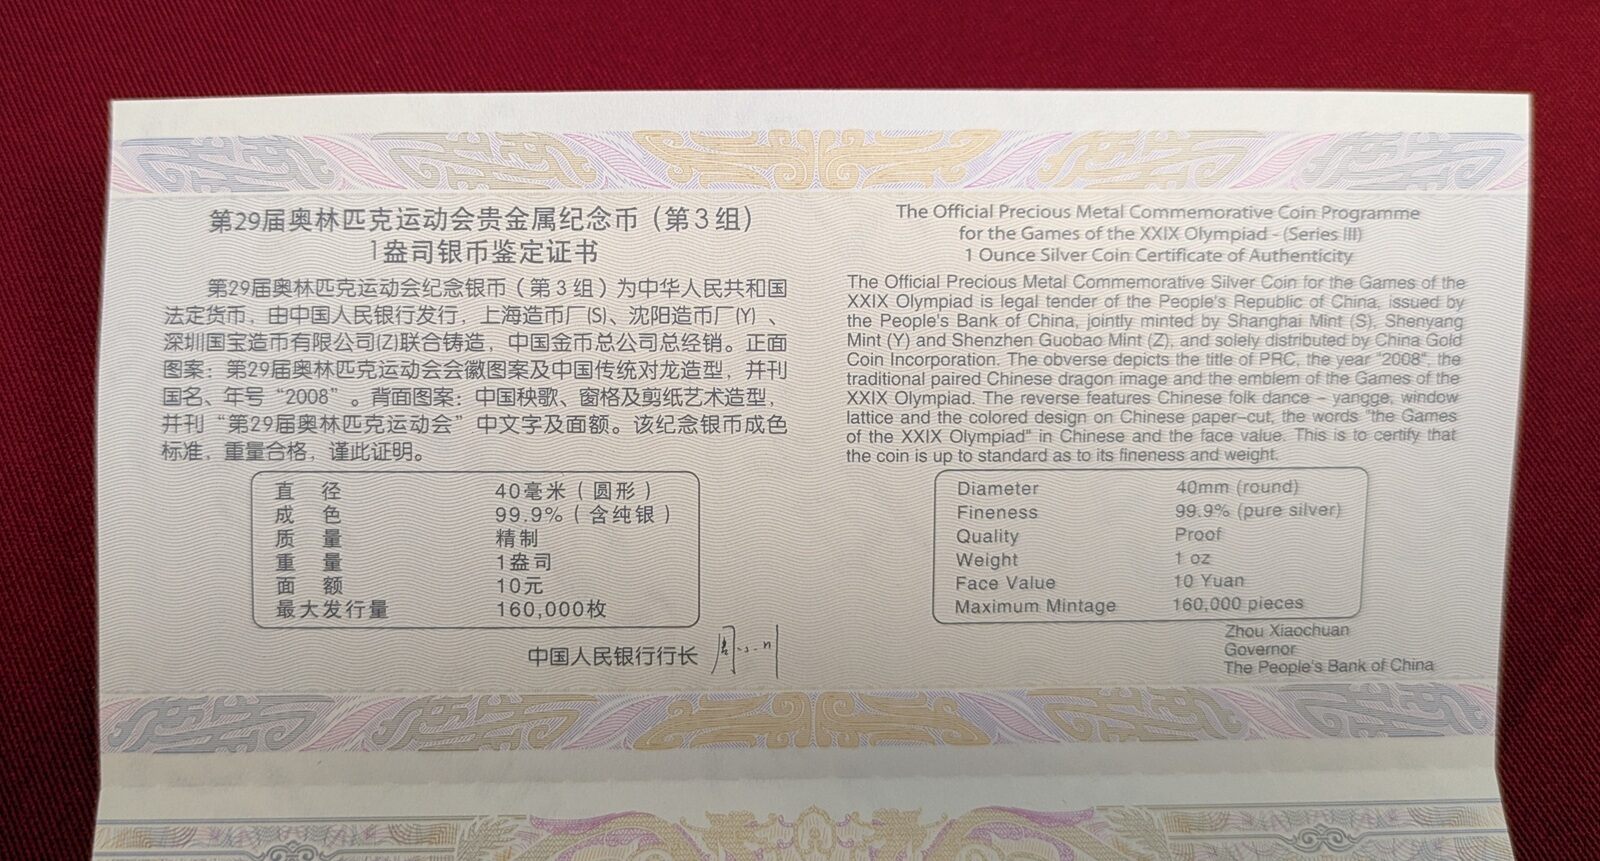 第29届奥林匹克运动会贵金属纪念币（第3组）
1盎司银币鉴定证书
第29届奥林匹克运动会纪念银币（第3组）为中华人民共和国
法定货币，由中国人民银行发行，上海造币厂(S)、沈阳造币厂(Y)、
深圳国宝造币有限公司(Z)联合铸造，中国金币总公司总经销。正面
图案：第29届奥林匹克运动会会徽图案及中国传统对龙造型，并刊
国名、年号“2008”。背面图案：中国秧歌、窗格及剪纸艺术造型，
并刊“第29届奥林匹克运动会”中文字及面额。该纪念银币成色
标准，重量合格，谨此证明。
直 径 40毫米（圆形）
成 色 99.9%（含纯银）
质 量 精制
重 量 1盎司
面 额 10元
最大发行量 160,000枚
中国人民银行行长 周小川
The Official Precious Metal Commemorative Coin Programme
for the Games of the XXIX Olympiad - (Series III)
1 Ounce Silver Coin Certificate of Authenticity
The Official Precious Metal Commemorative Silver Coin for the Games of the
XXIX Olympiad is legal tender of the People's Republic of China, issued by
the People's Bank of China, jointly minted by Shanghai Mint (S), Shenyang
Mint (Y) and Shenzhen Guobao Mint (Z), and solely distributed by China Gold
Coin Incorporation. The obverse depicts the title of PRC, the year "2008", the
traditional paired Chinese dragon image and the emblem of the Games of the
XXIX Olympiad. The reverse features Chinese folk dance – yangge, window
lattice and the colored design on Chinese paper–cut, the words "the Games
of the XXIX Olympiad" in Chinese and the face value. This is to certify that
the coin is up to standard as to its fineness and weight.
Diameter 40mm (round)
Fineness 99.9% (pure silver)
Quality Proof
Weight 1 oz
Face Value 10 Yuan
Maximum Mintage 160,000 pieces
Zhou Xiaochuan
Governor
The People's Bank of China